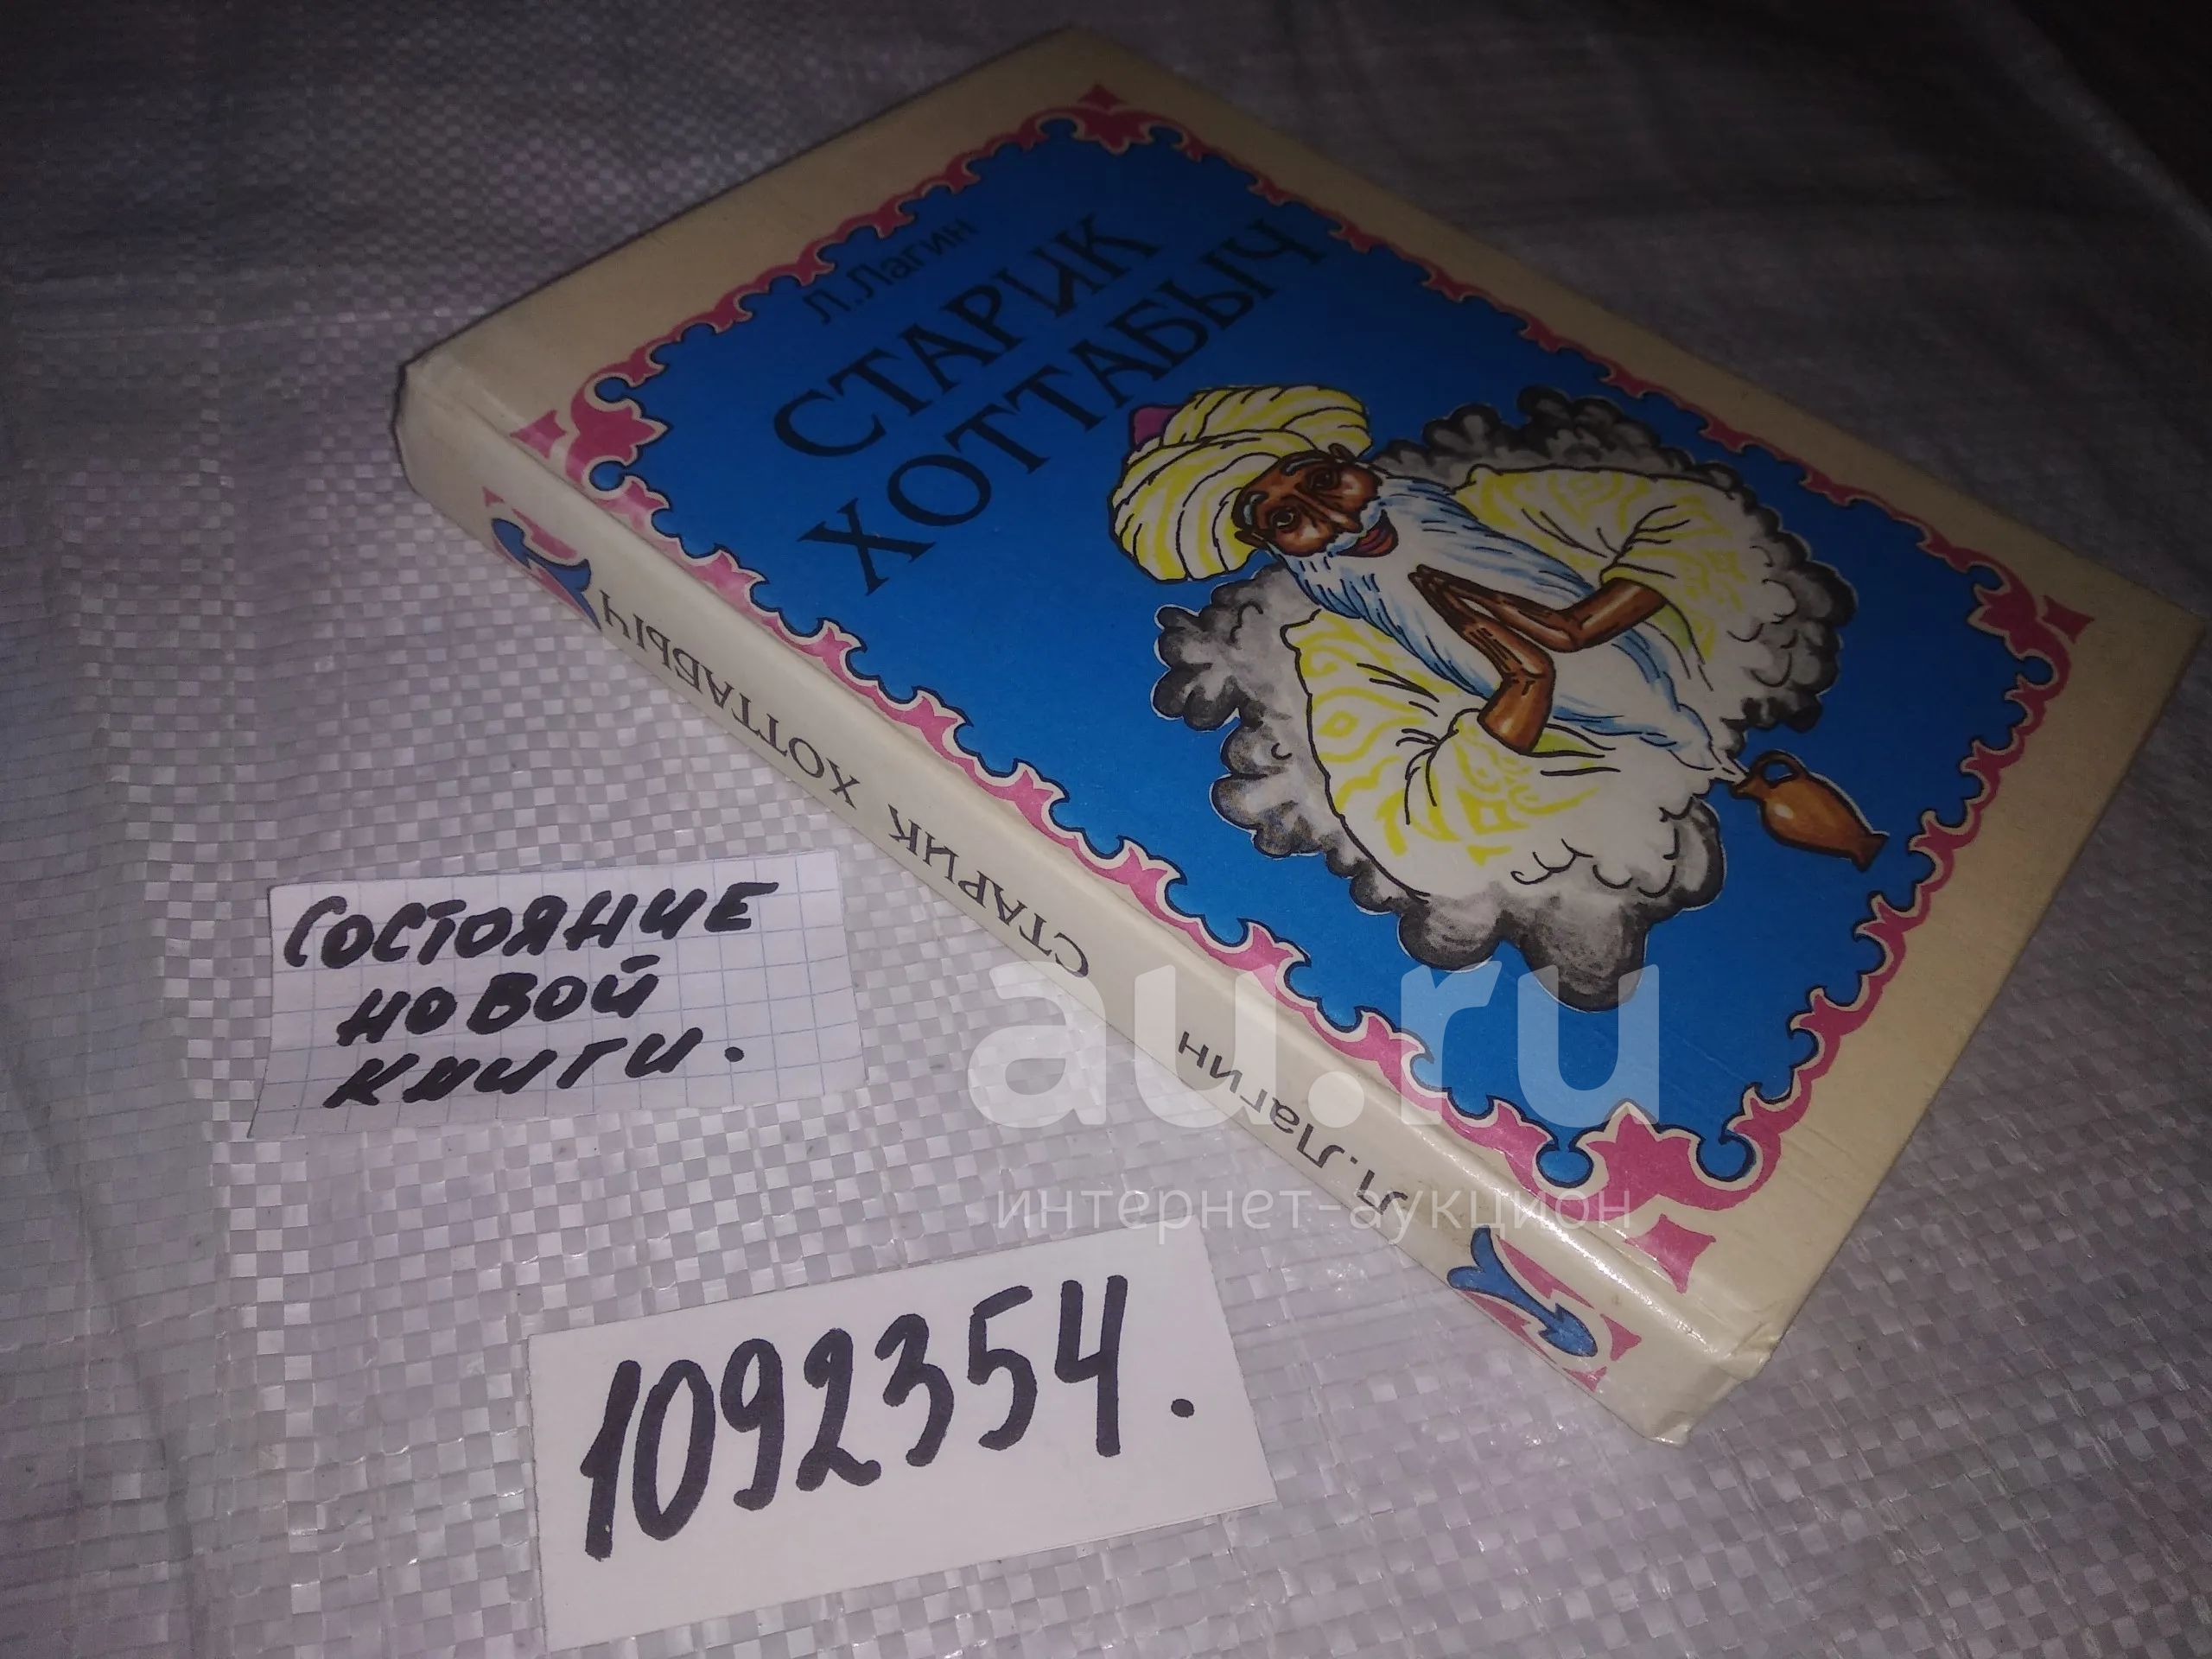 Л.Лагин
СТАРИК
ХОТТАБЫЧ
Л.Лагин СТАРИК ХОТТАБЫЧ
СОСТОЯНИЕ
НОВОЙ
КНИГИ.
au.ru
интернет-аукцион
1092354.